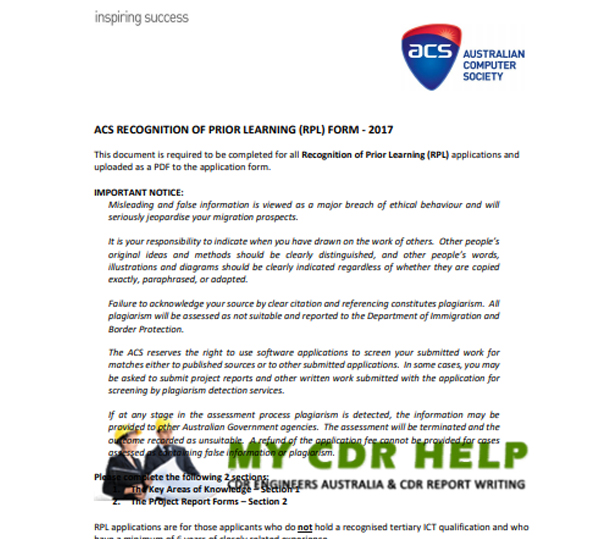 inspiring success
acs AUSTRALIAN
COMPUTER
SOCIETY
ACS RECOGNITION OF PRIOR LEARNING (RPL) FORM - 2017
This document is required to be completed for all Recognition of Prior Learning (RPL) applications and
uploaded as a PDF to the application form.
IMPORTANT NOTICE:
Misleading and false information is viewed as a major breach of ethical behaviour and will
seriously jeopardise your migration prospects.
It is your responsibility to indicate when you have drawn on the work of others. Other people's
original ideas and methods should be clearly distinguished, and other people's words,
illustrations and diagrams should be clearly indicated regardless of whether they are copied
exactly, paraphrased, or adapted.
Failure to acknowledge your source by clear citation and referencing constitutes plagiarism. All
plagiarism will be assessed as not suitable and reported to the Department of Immigration and
Border Protection.
The ACS reserves the right to use software applications to screen your submitted work for
matches either to published sources or to other submitted applications. In some cases, you may
be asked to submit project reports and other written work submitted with the application for
screening by plagiarism detection services.
If at any stage in the assessment process plagiarism is detected, the information may be
provided to other Australian Government agencies. The assessment will be terminated and the
outcome recorded as unsuitable. A refund of the application fee cannot be provided for cases
assessed as containing false information or plagiarism.
MY CDR HELP
Please complete the following 2 sections:
CDR ENGINEERS AUSTRALIA & CDR REPORT WRITING
1. The Key Areas of Knowledge – Section 1
2. The Project Report Forms – Section 2
RPL applications are for those applicants who do not hold a recognised tertiary ICT qualification and who
have a minimum of 6 years of closely related experience